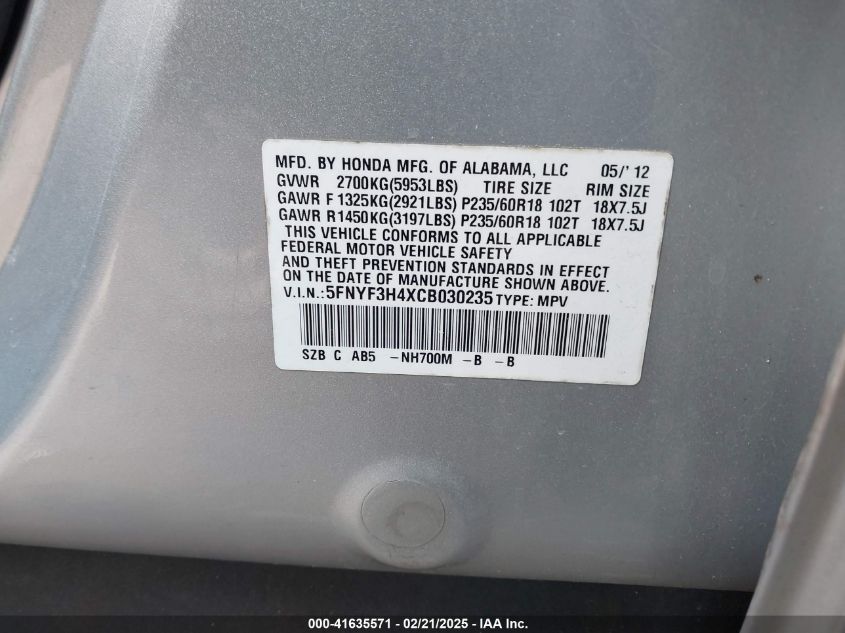 MFD. BY HONDA MFG. OF ALABAMA, LLC 05/'12
GVWR 2700KG(5953LBS) TIRE SIZE RIM SIZE
GAWR F 1325KG(2921LBS) P235/60R18 102T 18X7.5J
GAWR R1450KG(3197LBS) P235/60R18 102T 18X7.5J
THIS VEHICLE CONFORMS TO ALL APPLICABLE
FEDERAL MOTOR VEHICLE SAFETY
AND THEFT PREVENTION STANDARDS IN EFFECT
ON THE DATE OF MANUFACTURE SHOWN ABOVE.
V.I.N.:5FNYF3H4XCB030235 TYPE: MPV
SZB C AB5 -NH700M -B -B
000-41635571 / 02/21/2025 - IAA, Inc.